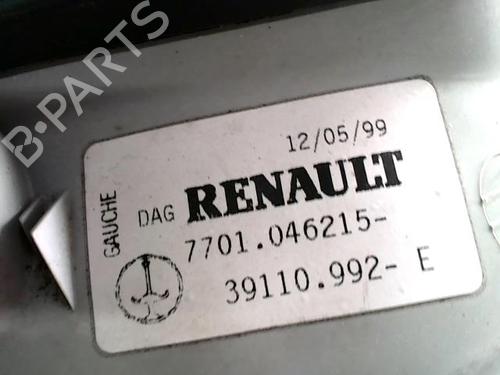 B-PARTS
12/05/99
GAUCHE
DAG RENAULT
7701.046215-
39110.992- E